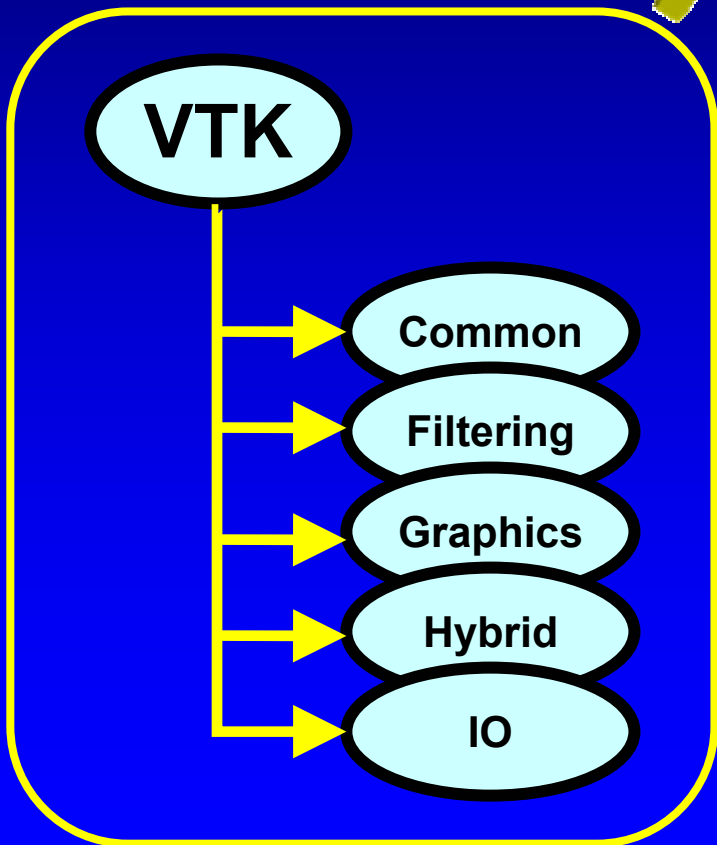 VTK
Common
Filtering
Graphics
Hybrid
IO